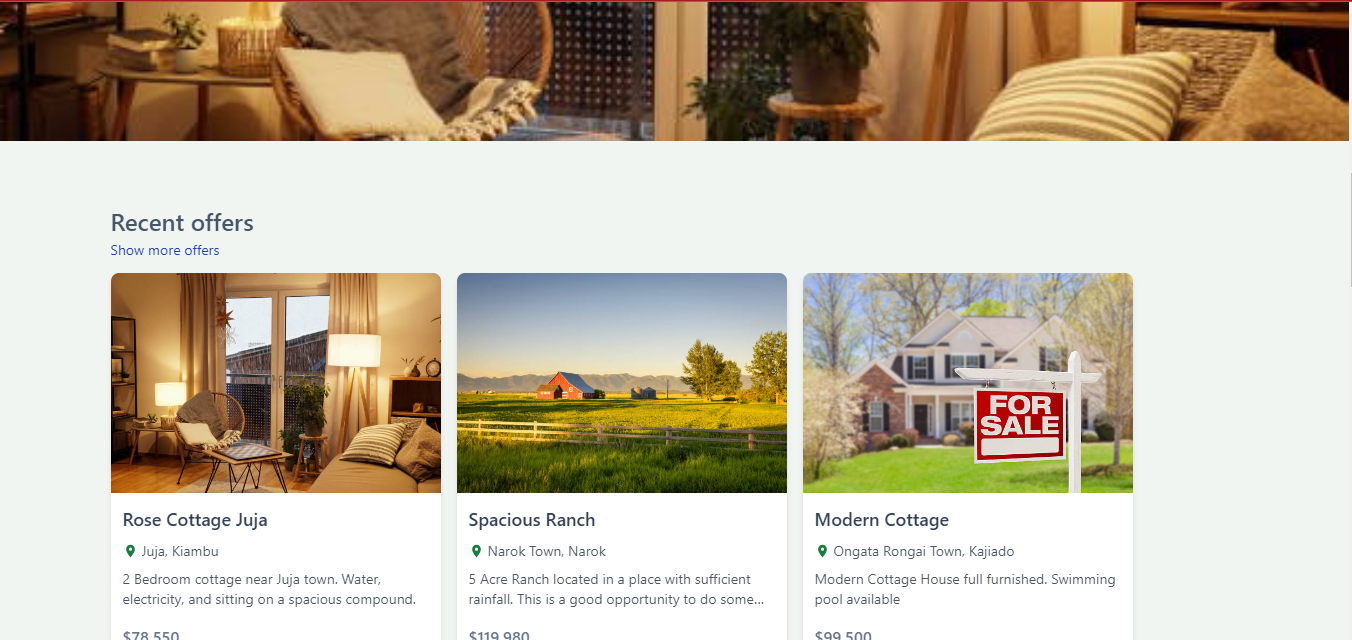 Recent offers
Show more offers
FOR
SALE
Rose Cottage Juja
Juja, Kiambu
2 Bedroom cottage near Juja town. Water,
electricity, and sitting on a spacious compound.
$78,550
Spacious Ranch
Narok Town, Narok
5 Acre Ranch located in a place with sufficient
rainfall. This is a good opportunity to do some...
$119,980
Modern Cottage
Ongata Rongai Town, Kajiado
Modern Cottage House full furnished. Swimming
pool available
$99,500